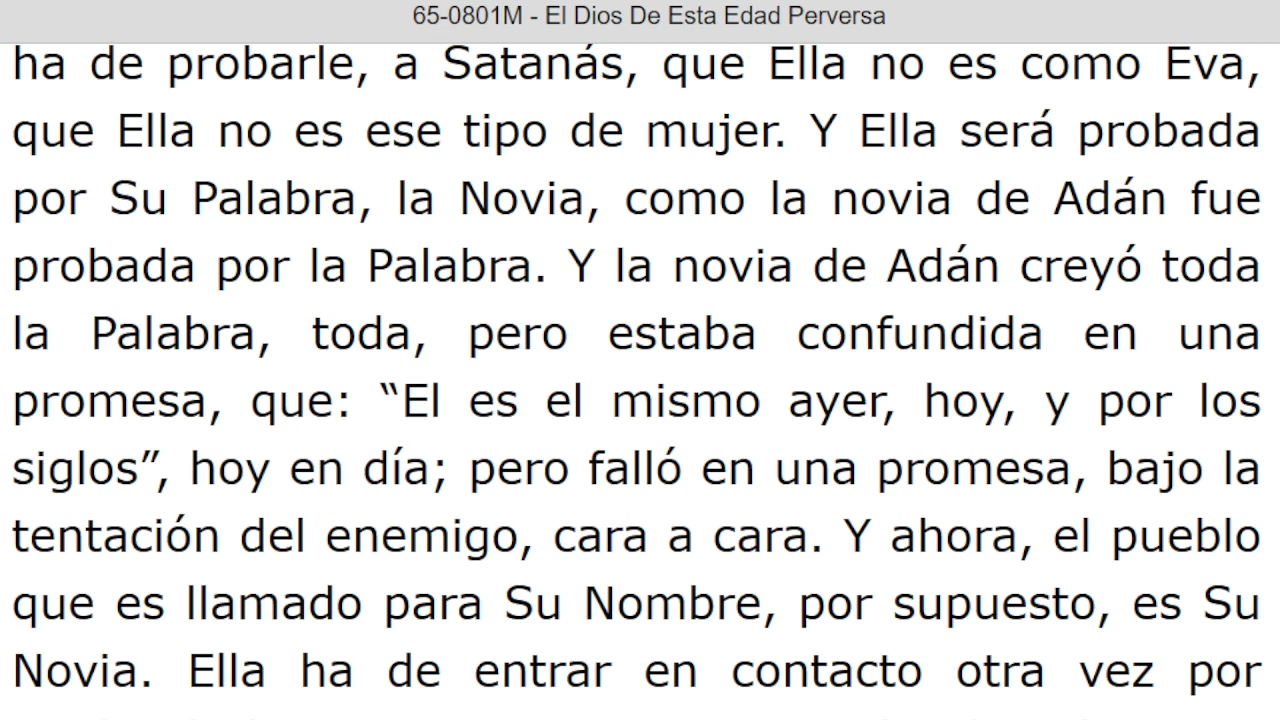 65-0801M - El Dios De Esta Edad Perversa
ha de probarle, a Satanás, que Ella no es como Eva,
que Ella no es ese tipo de mujer. Y Ella será probada
por Su Palabra, la Novia, como la novia de Adán fue
probada por la Palabra. Y la novia de Adán creyó toda
la Palabra, toda, pero estaba confundida en una
promesa, que: “El es el mismo ayer, hoy, y por los
siglos”, hoy en día; pero falló en una promesa, bajo la
tentación del enemigo, cara a cara. Y ahora, el pueblo
que es llamado para Su Nombre, por supuesto, es Su
Novia. Ella ha de entrar en contacto otra vez por